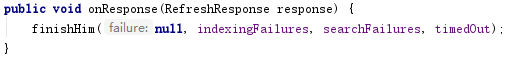 public void onResponse(RefreshResponse response) {
finishHim( failure: null, indexingFailures, searchFailures, timedOut);
}